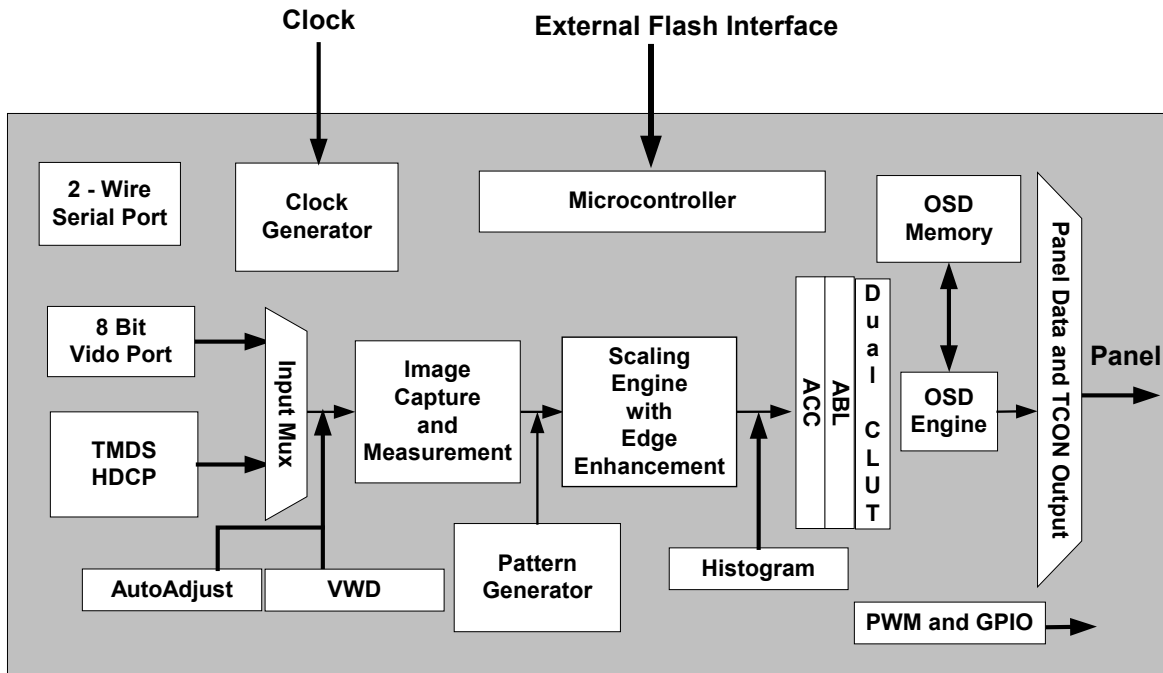 Clock
External Flash Interface
2 - Wire
Serial Port
Clock
Generator
Microcontroller
OSD
Memory
8 Bit
Vido Port
TMDS
HDCP
Input Mux
Image
Capture
and
Measurement
Scaling
Engine
with
Edge
Enhancement
ACC
ABL
Dual CLUT
OSD
Engine
Panel Data and TCON Output
Panel
AutoAdjust
VWD
Pattern
Generator
Histogram
PWM and GPIO